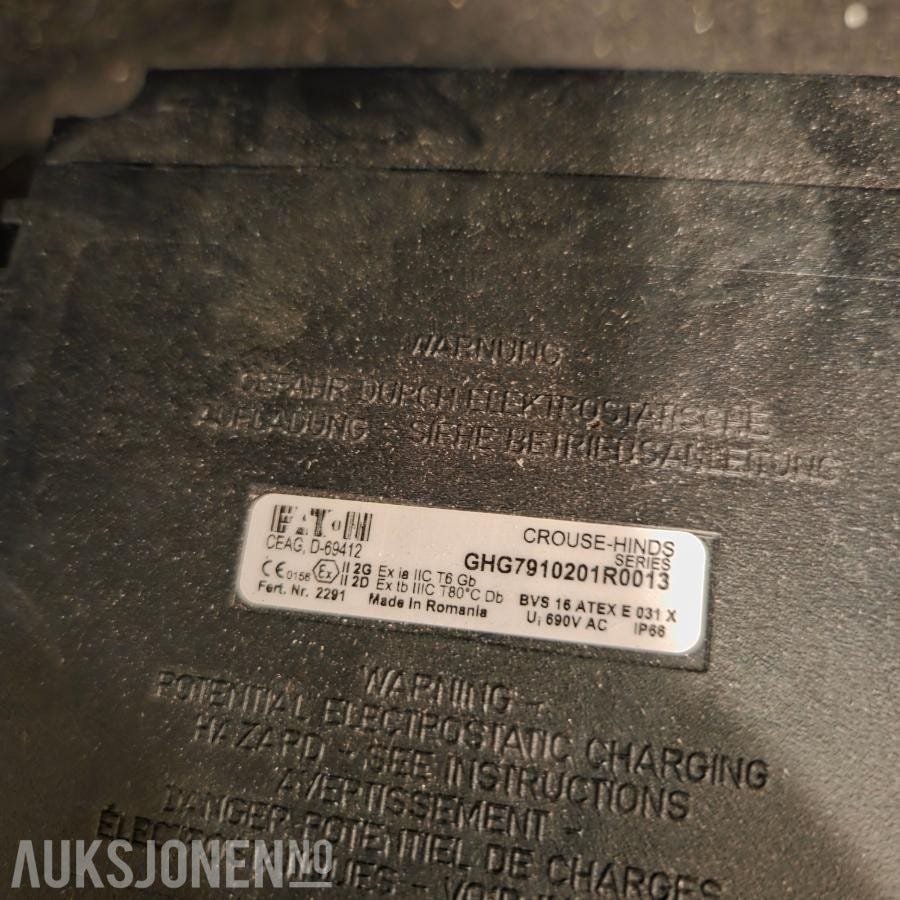 WARNUNG
GEFAHR DURCH ELEKTROSTATISCHE
AUFLADUNG - SIEHE BETRIEBSANLEITUNG
EATON
CROUSE-HINDS
SERIES
CEAG, D-69412
GHG7910201R0013
CE 0158 Ex II 2G Ex ia IIC T6 Gb
II 2D Ex tb IIIC T80°C Db
BVS 16 ATEX E 031 X
Fert. Nr. 2291 Made in Romania
Ui 690V AC IP66
WARNING -
POTENTIAL ELECTROSTATIC CHARGING
HAZARD - SEE INSTRUCTIONS
AVERTISSEMENT -
DANGER POTENTIEL DE CHARGES
AUKSJONEN.NO